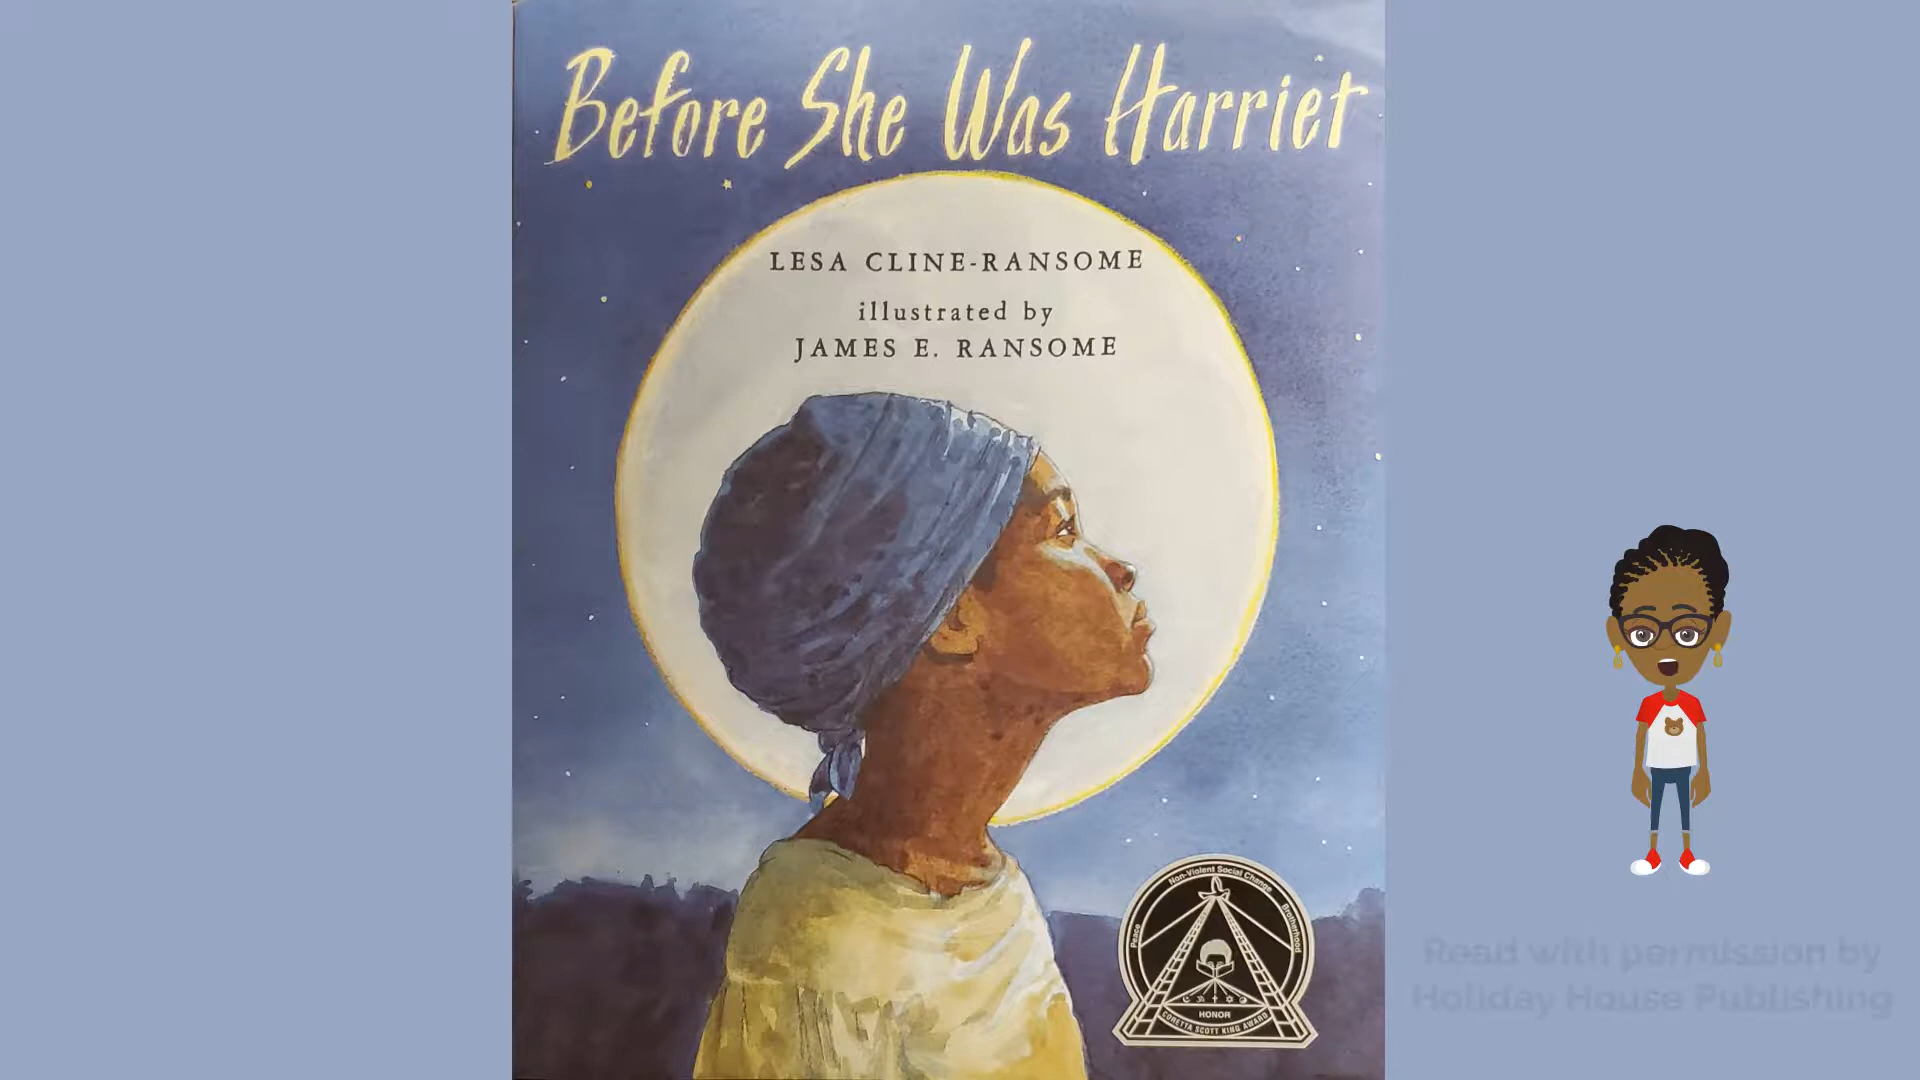 Before She Was Harriet
LESA CLINE-RANSOME
illustrated by
JAMES E. RANSOME
Peace
Non-Violent Social Change
Brotherhood
HONOR
CORETTA SCOTT KING AWARD
Read with permission by
Holiday House Publishing